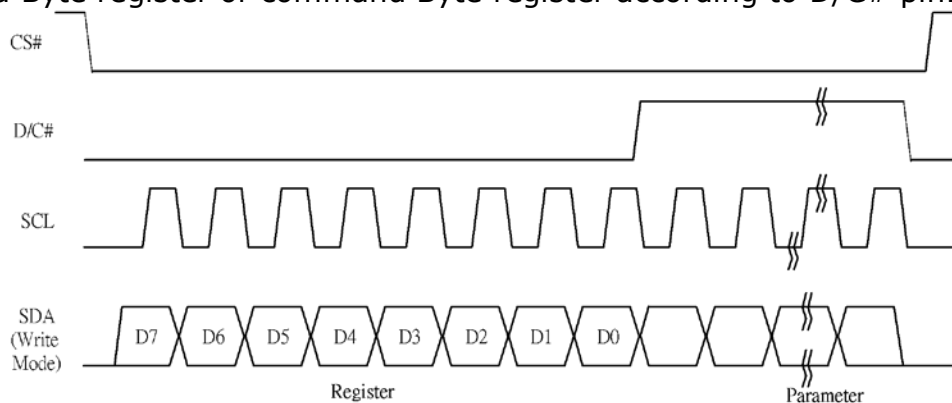 Byte register or command Byte register according to D/C# pin.
CS#
D/C#
SCL
SDA
(Write
Mode)
D7 D6 D5 D4 D3 D2 D1 D0
Register
Parameter